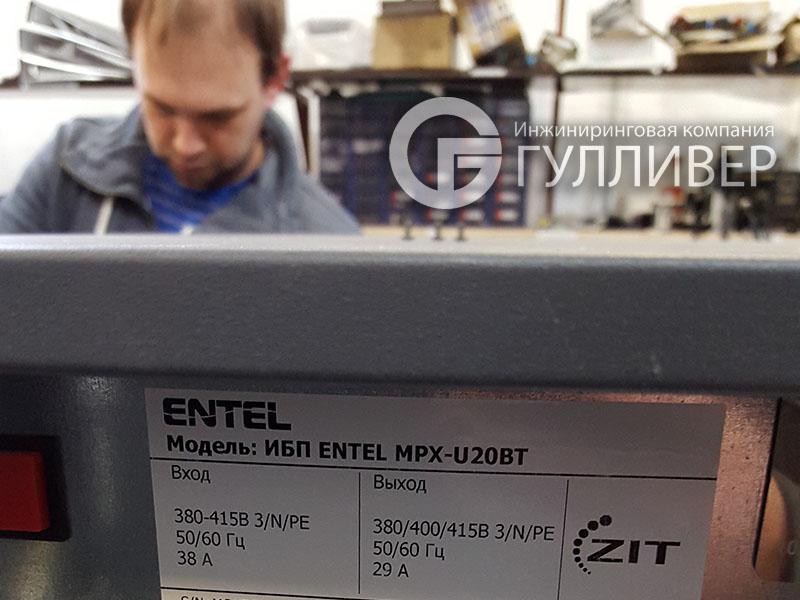 Инжиниринговая компания
ГУЛЛИВЕР
ENTEL
Модель: ИБП ENTEL MPX-U20BT
Вход
380-415В 3/N/PE
50/60 Гц
38 А
Выход
380/400/415В 3/N/PE
50/60 Гц
29 А
ZIT